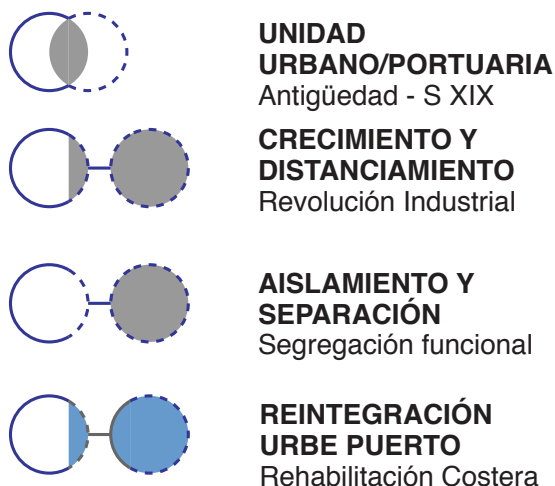 UNIDAD
URBANO/PORTUARIA
Antigüedad - S XIX
CRECIMIENTO Y
DISTANCIAMIENTO
Revolución Industrial
AISLAMIENTO Y
SEPARACIÓN
Segregación funcional
REINTEGRACIÓN
URBE PUERTO
Rehabilitación Costera